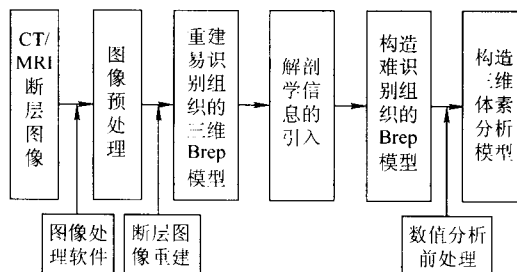 CT/
MRI
断
层
图
像
图
像
预
处
理
重建
易识
别组
织的
三维
Brep
模型
解剖
学信
息的
引入
构造
难识
别组
织的
Brep
模型
构造
三维
体素
分析
模型
图像处
理软件
断层图
像重建
数值分析
前处理